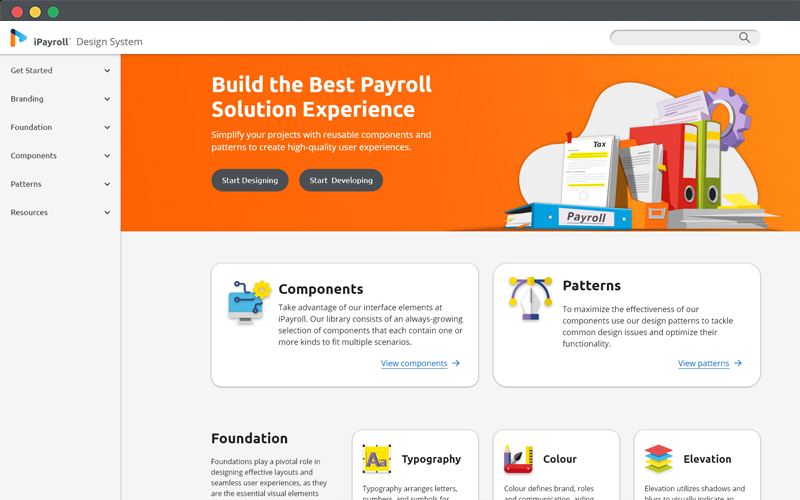 iPayroll® Design System
Get Started
Branding
Foundation
Components
Patterns
Resources
Build the Best Payroll
Solution Experience
Simplify your projects with reusable components and
patterns to create high-quality user experiences.
Start Designing
Start Developing
Tax
Payroll
Components
Take advantage of our interface elements at
iPayroll. Our library consists of an always-growing
selection of components that each contain one or
more kinds to fit multiple scenarios.
View components →
Patterns
To maximize the effectiveness of our
components use our design patterns to tackle
common design issues and optimize their
functionality.
View patterns →
Foundation
Foundations play a pivotal role in
designing effective layouts and
seamless user experiences, as they
are the essential visual elements
Aa
Typography
Typography arranges letters,
numbers, and symbols for
Colour
Colour defines brand, roles
and communication, aiding
Elevation
Elevation utilizes shadows and
blurs to visually indicate an